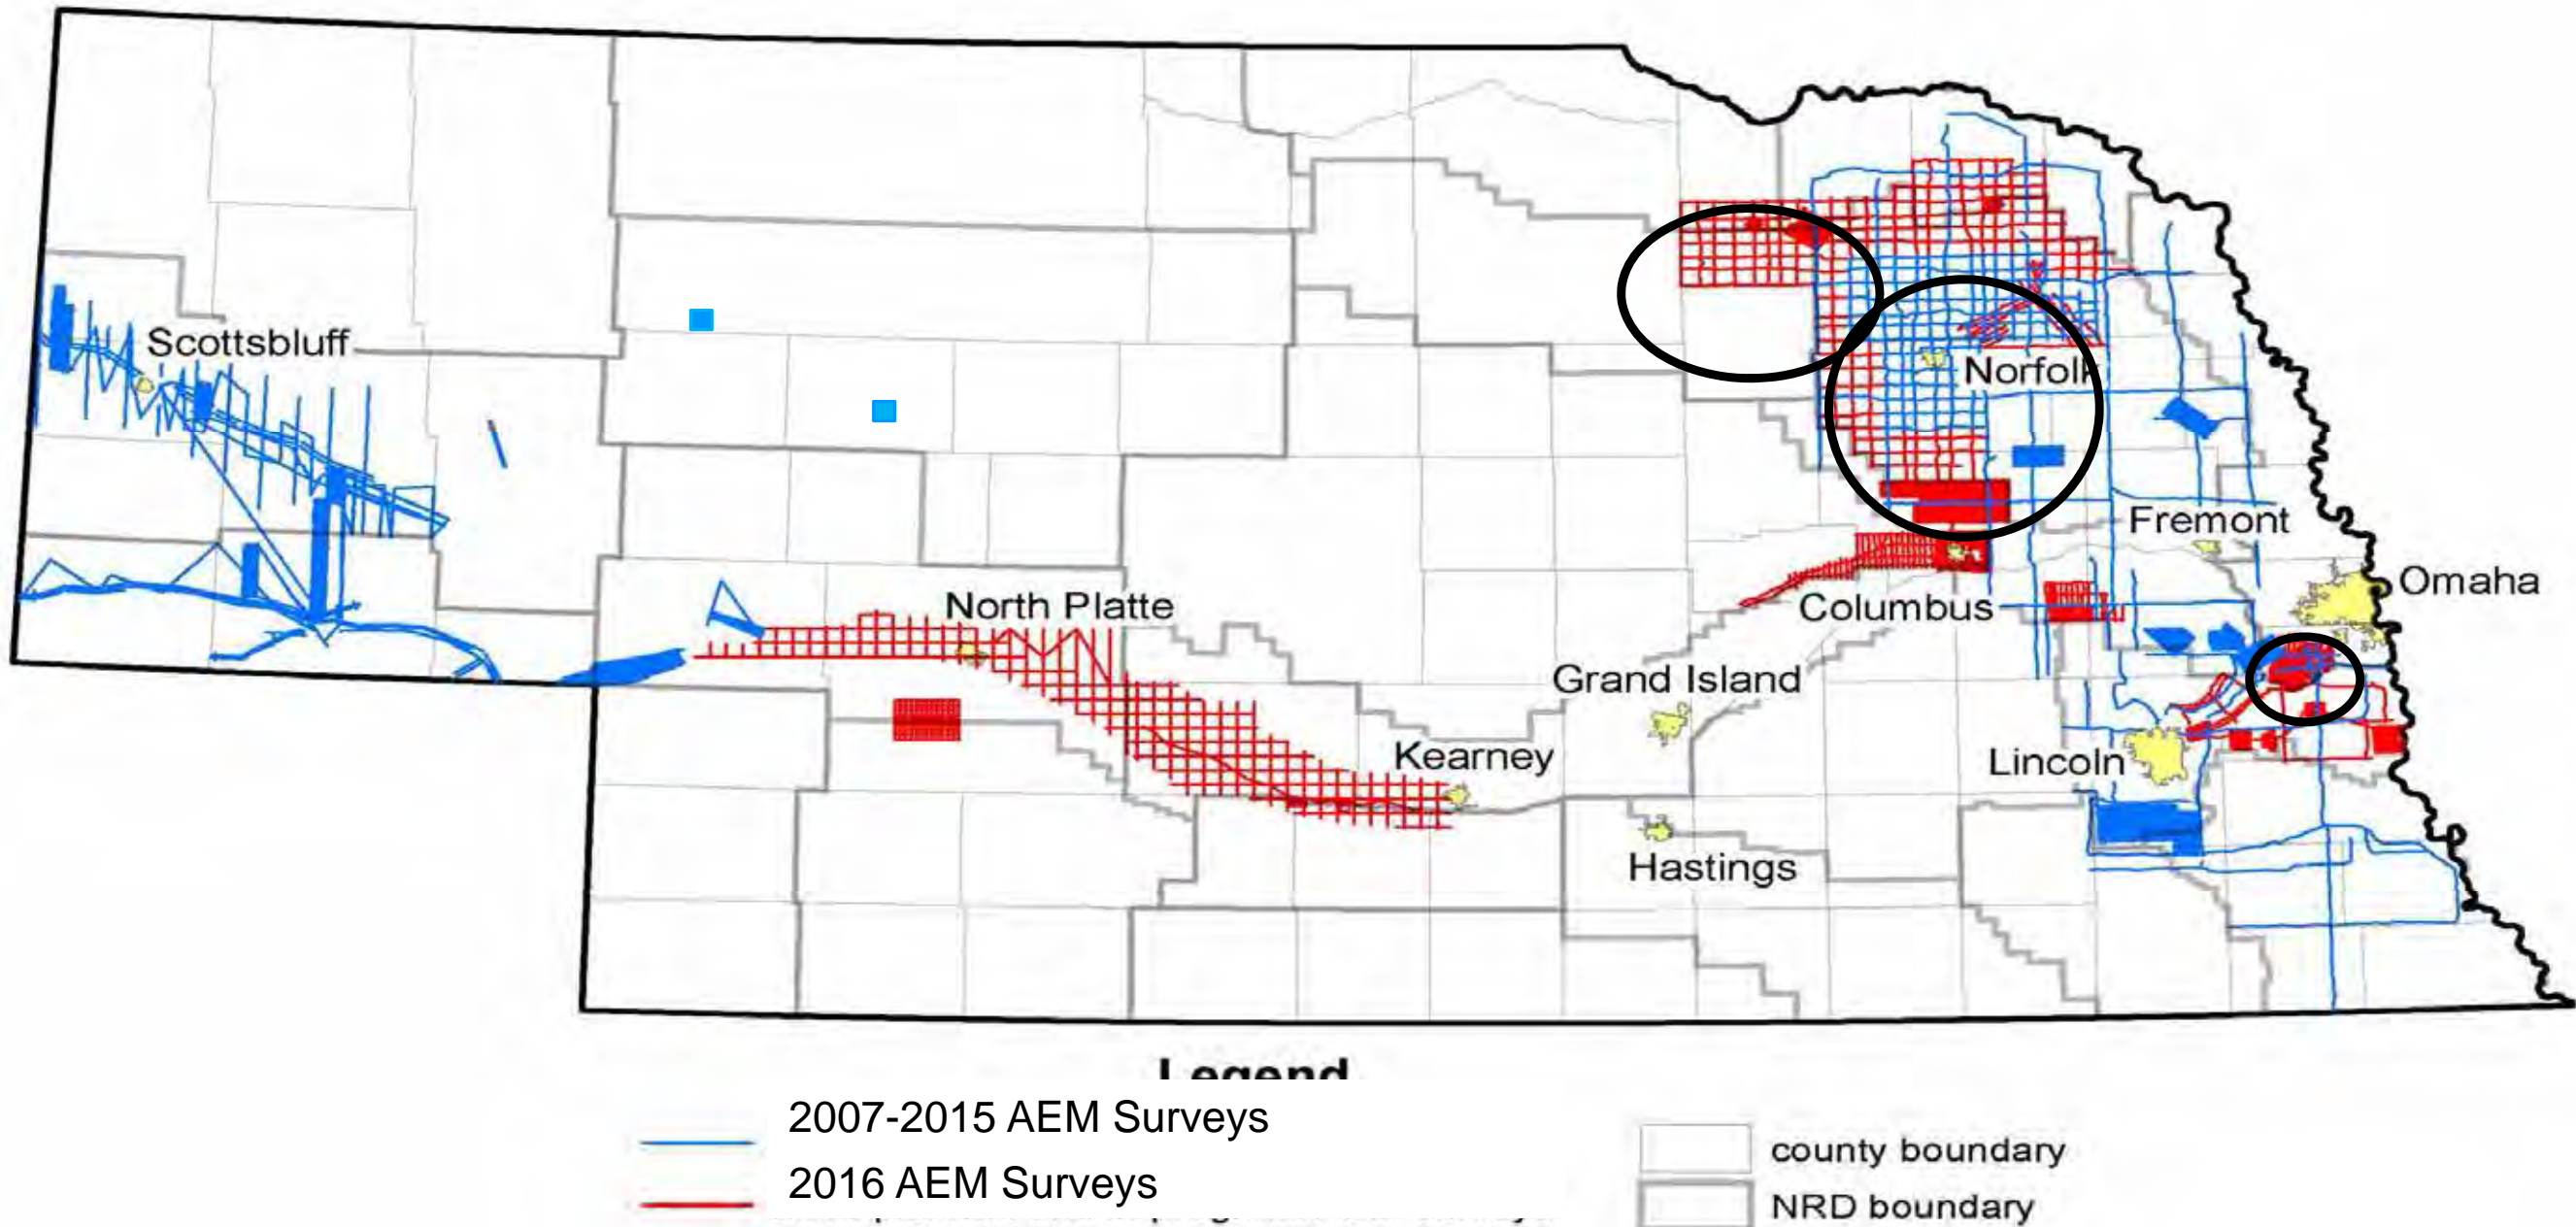 Scottsbluff
Norfolk
Fremont
Omaha
North Platte
Columbus
Grand Island
Kearney
Lincoln
Hastings
Legend
2007-2015 AEM Surveys
county boundary
2016 AEM Surveys
NRD boundary